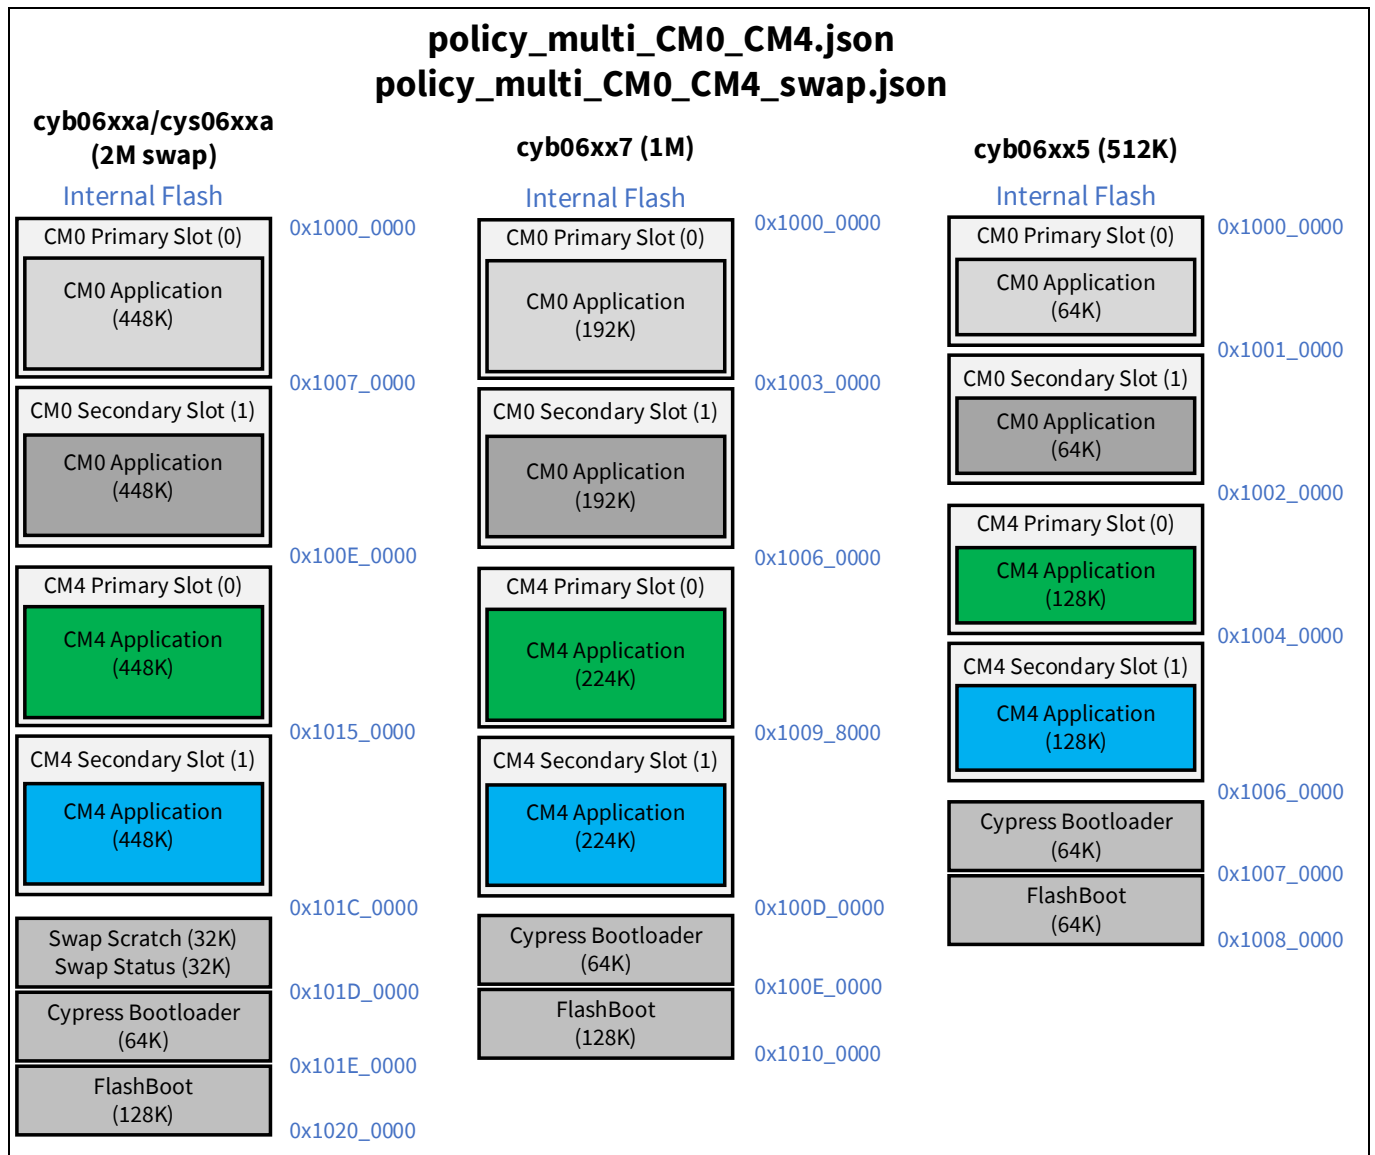 policy_multi_CM0_CM4.json
policy_multi_CM0_CM4_swap.json
cyb06xxa/cys06xxa
(2M swap)
Internal Flash
CM0 Primary Slot (0)
CM0 Application
(448K)
CM0 Secondary Slot (1)
CM0 Application
(448K)
CM4 Primary Slot (0)
CM4 Application
(448K)
CM4 Secondary Slot (1)
CM4 Application
(448K)
Swap Scratch (32K)
Swap Status (32K)
Cypress Bootloader
(64K)
FlashBoot
(128K)
0x1000_0000
0x1007_0000
0x100E_0000
0x1015_0000
0x101C_0000
0x101D_0000
0x101E_0000
0x1020_0000
cyb06xx7 (1M)
Internal Flash
CM0 Primary Slot (0)
CM0 Application
(192K)
CM0 Secondary Slot (1)
CM0 Application
(192K)
CM4 Primary Slot (0)
CM4 Application
(224K)
CM4 Secondary Slot (1)
CM4 Application
(224K)
Cypress Bootloader
(64K)
FlashBoot
(128K)
0x1000_0000
0x1003_0000
0x1006_0000
0x1009_8000
0x100D_0000
0x100E_0000
0x1010_0000
cyb06xx5 (512K)
Internal Flash
CM0 Primary Slot (0)
CM0 Application
(64K)
CM0 Secondary Slot (1)
CM0 Application
(64K)
CM4 Primary Slot (0)
CM4 Application
(128K)
CM4 Secondary Slot (1)
CM4 Application
(128K)
Cypress Bootloader
(64K)
FlashBoot
(64K)
0x1000_0000
0x1001_0000
0x1002_0000
0x1004_0000
0x1006_0000
0x1007_0000
0x1008_0000